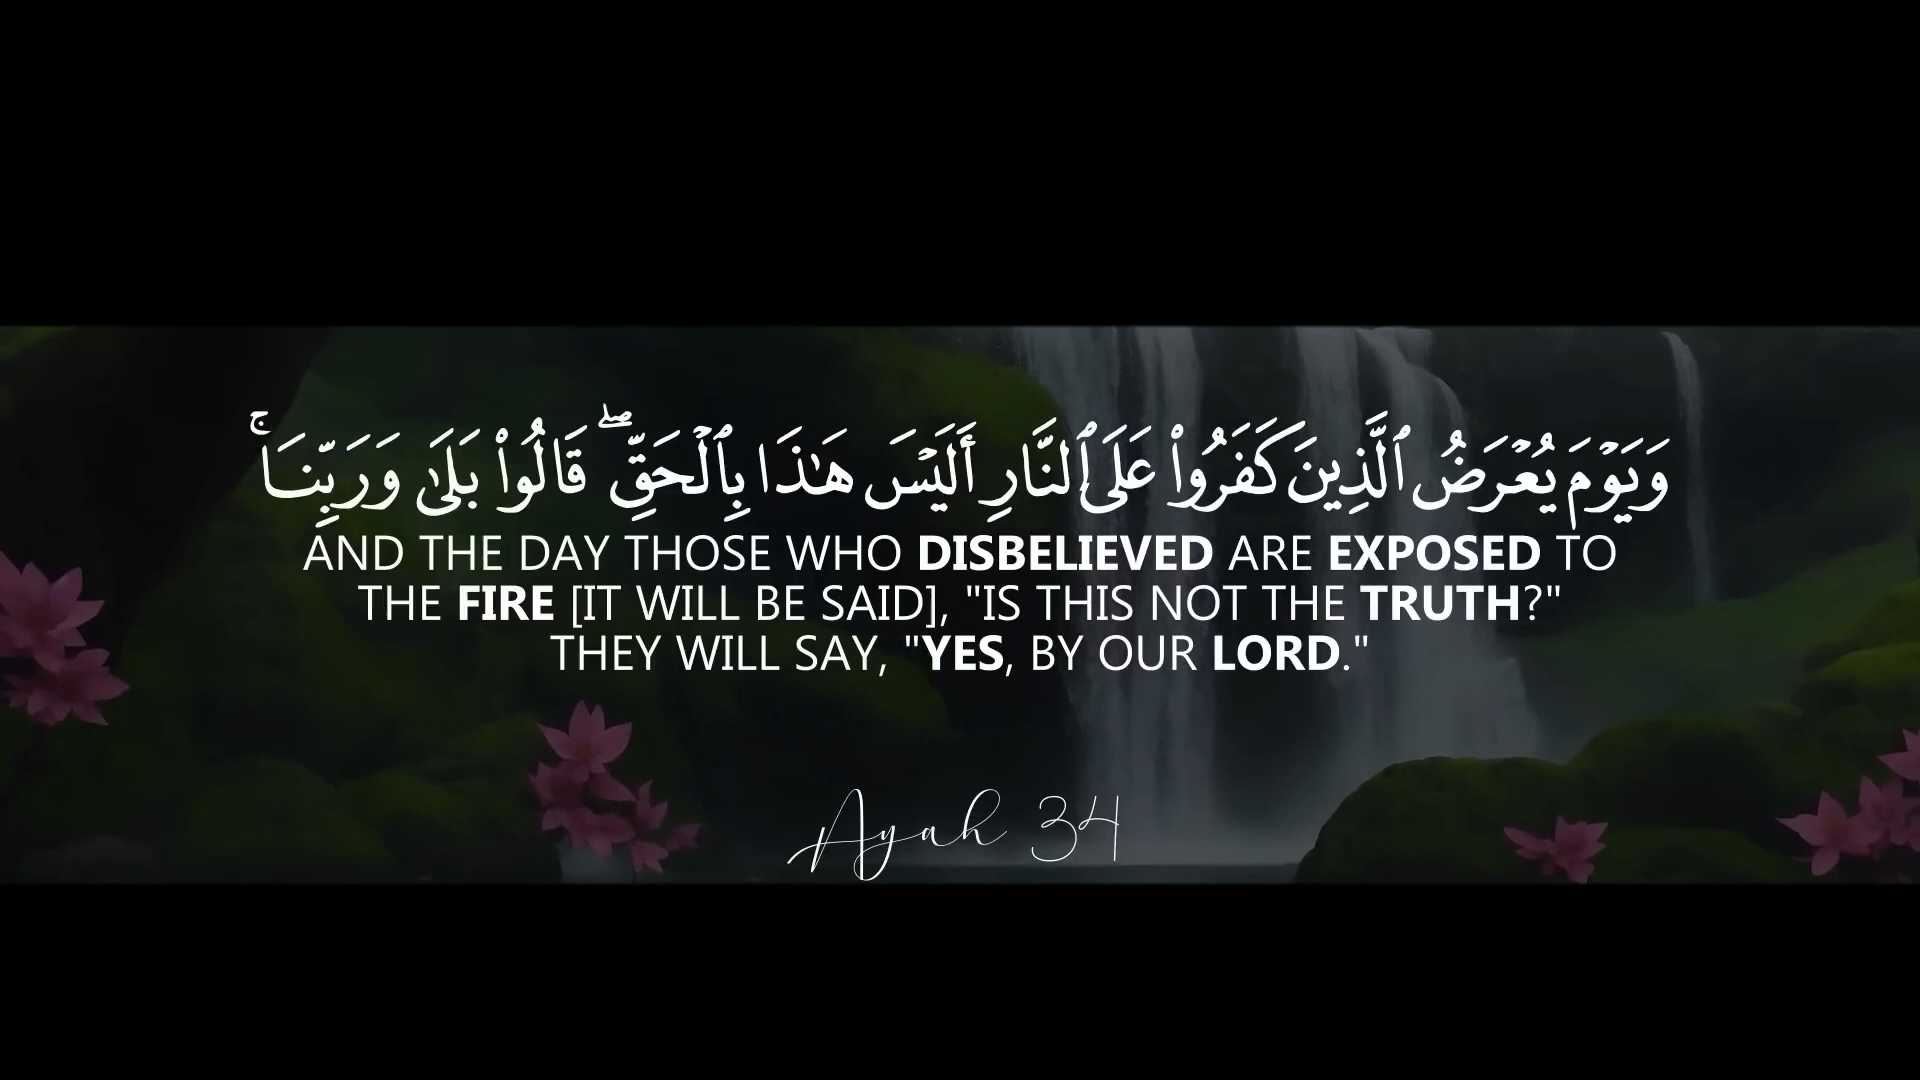 وَيَوۡمَ يُعۡرَضُ ٱلَّذِينَ كَفَرُواْ عَلَى ٱلنَّارِ أَلَيۡسَ هَٰذَا بِٱلۡحَقِّۖ قَالُواْ بَلَىٰ وَرَبِّنَاۚ
AND THE DAY THOSE WHO DISBELIEVED ARE EXPOSED TO
THE FIRE [IT WILL BE SAID], "IS THIS NOT THE TRUTH?"
THEY WILL SAY, "YES, BY OUR LORD."
Ayah 34